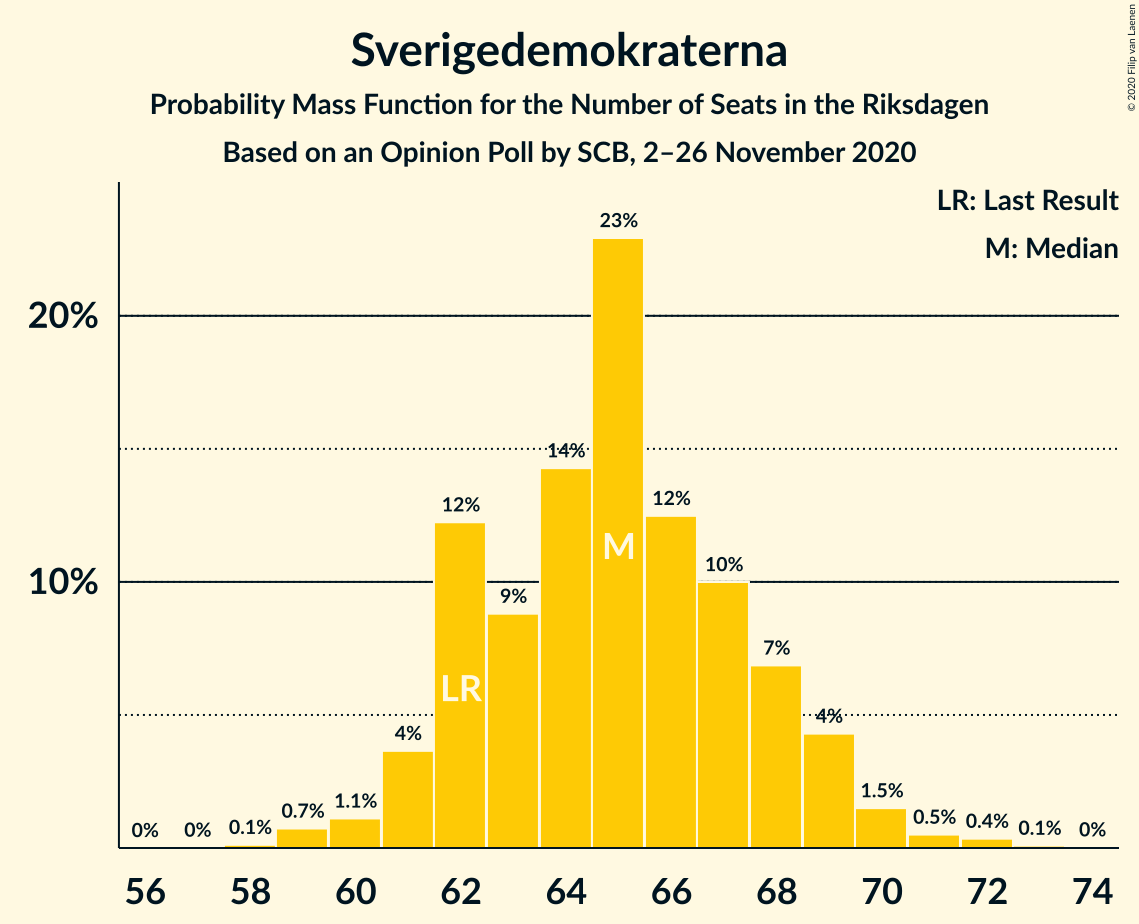 Sverigedemokraterna
Probability Mass Function for the Number of Seats in the Riksdagen
Based on an Opinion Poll by SCB, 2–26 November 2020
© 2020 Filip van Laenen
LR: Last Result
M: Median
20%
10%
0%
0%
0.1%
0.7%
1.1%
4%
12%
9%
14%
23%
12%
10%
7%
4%
1.5%
0.5%
0.4%
0.1%
0%
LR
M
56 58 60 62 64 66 68 70 72 74